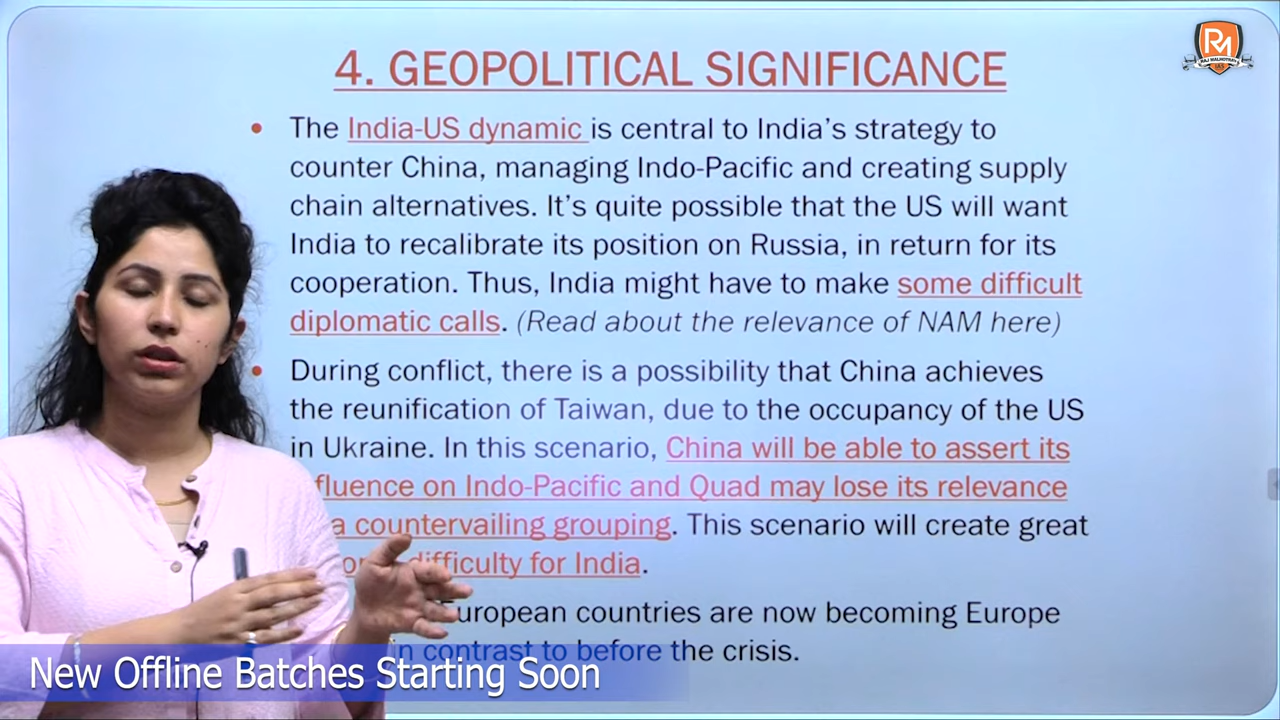 RM
RAJ MALHOTRA'S
IAS
4. GEOPOLITICAL SIGNIFICANCE
• The India-US dynamic is central to India's strategy to
counter China, managing Indo-Pacific and creating supply
chain alternatives. It's quite possible that the US will want
India to recalibrate its position on Russia, in return for its
cooperation. Thus, India might have to make some difficult
diplomatic calls. (Read about the relevance of NAM here)
• During conflict, there is a possibility that China achieves
the reunification of Taiwan, due to the occupancy of the US
in Ukraine. In this scenario, China will be able to assert its
fluence on Indo-Pacific and Quad may lose its relevance
a countervailing grouping. This scenario will create great
difficulty for India.
European countries are now becoming Europe
in contrast to before the crisis.
New Offline Batches Starting Soon